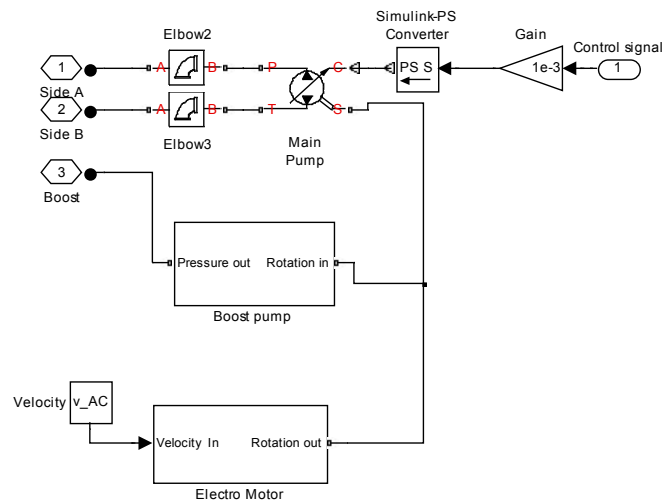 Elbow2
Simulink-PS
Converter
Gain
Control signal
1
Side A
A
B
P
C
PS S
1e-3
1
2
Side B
A
B
T
S
Elbow3
Main
Pump
3
Boost
Pressure out
Rotation in
Boost pump
Velocity
v_AC
Velocity In
Rotation out
Electro Motor